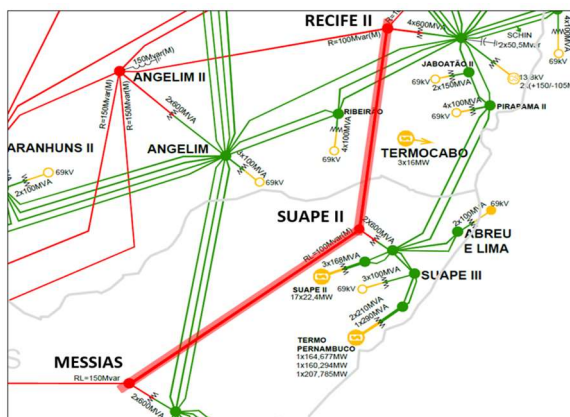 RECIFE II
4x600MVA
SCHIN
2x50,5Mvar
4x100MVA
69kV
150Mvar(M)
R=100Mvar(M)
ANGELIM II
R=150Mvar(M)
R=150Mvar(M)
2x600MVA
JABOATÃO II
69kV
2x150MVA
13,8kV
4x100MVA
69kV
PIRAPAMA II
RIBEIRÃO
69kV
4x100MVA
ARANHUNS II
69kV
2x100MVA
ANGELIM
69kV
TERMOCABO
3x16MW
SUAPE II
2x600MVA
RL=100Mvar(M)
69kV
2x100MVA
ABREU
E LIMA
3x168MVA
SUAPE II
17x22,4MW
3x100MVA
69kV
SUAPE III
2x210MVA
1x290MVA
TERMO
PERNAMBUCO
1x164,677MW
1x160,294MW
1x207,785MW
MESSIAS
RL=150Mvar
2x600MVA